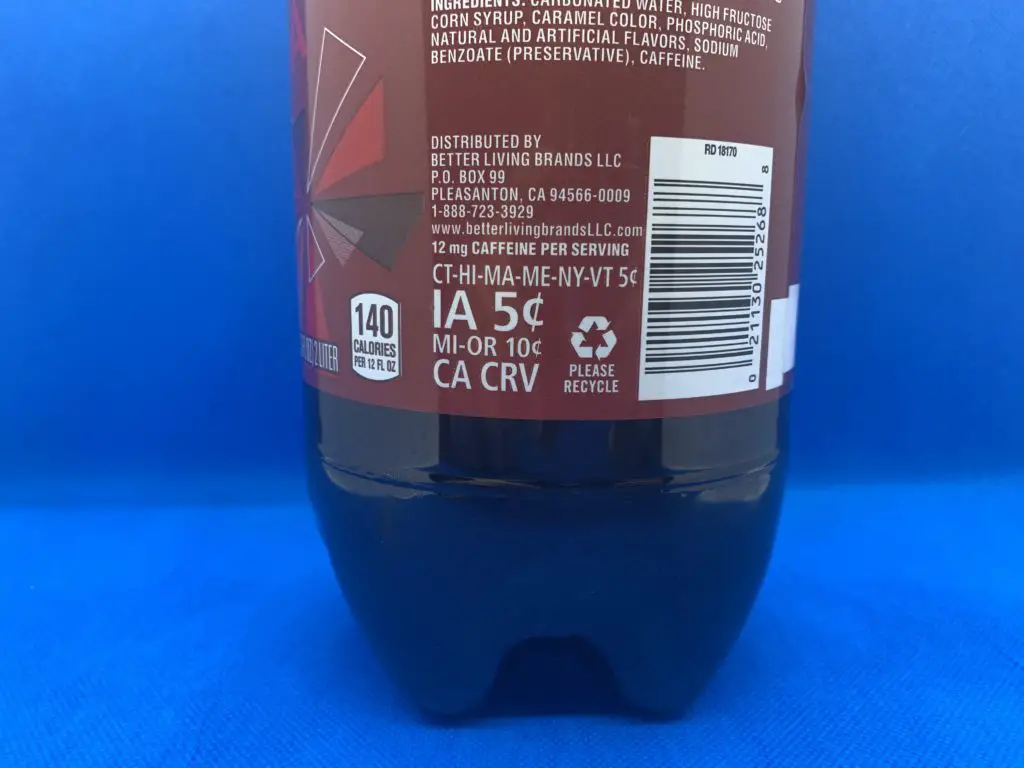 INGREDIENTS: CARBONATED WATER, HIGH FRUCTOSE
CORN SYRUP, CARAMEL COLOR, PHOSPHORIC ACID,
NATURAL AND ARTIFICIAL FLAVORS, SODIUM
BENZOATE (PRESERVATIVE), CAFFEINE.
DISTRIBUTED BY
BETTER LIVING BRANDS LLC
P.O. BOX 99
PLEASANTON, CA 94566-0009
1-888-723-3929
www.betterlivingbrandsLLC.com
12 mg CAFFEINE PER SERVING
CT-HI-MA-ME-NY-VT 5¢
IA 5¢
MI-OR 10¢
CA CRV
PLEASE
RECYCLE
140
CALORIES
PER 12 FL OZ
2 LITER
RD 18170
0 21130 25268 8